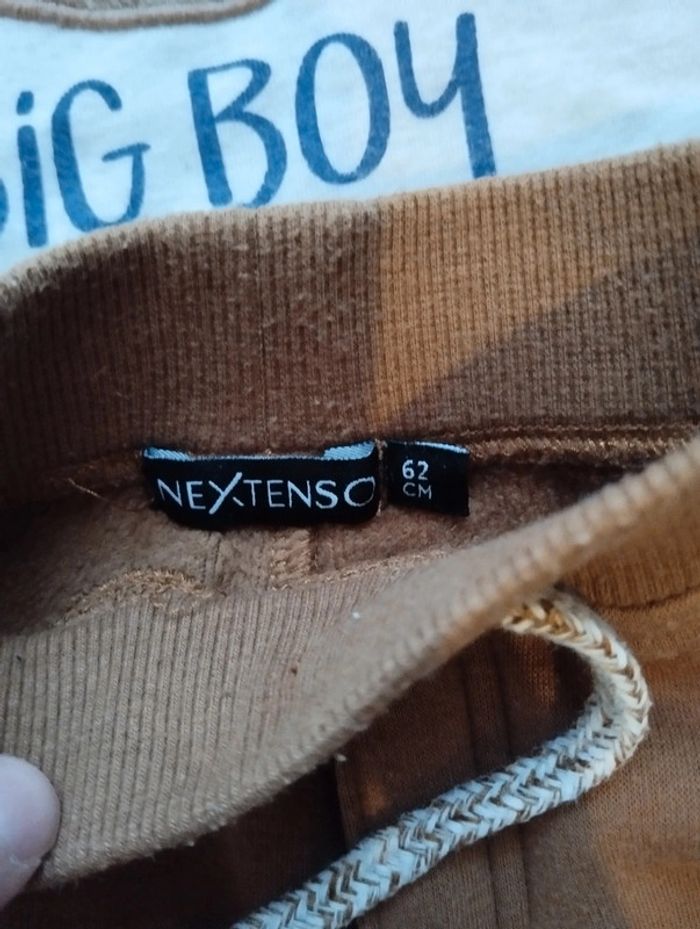 BiG BOY
NEXTENSO
62
CM